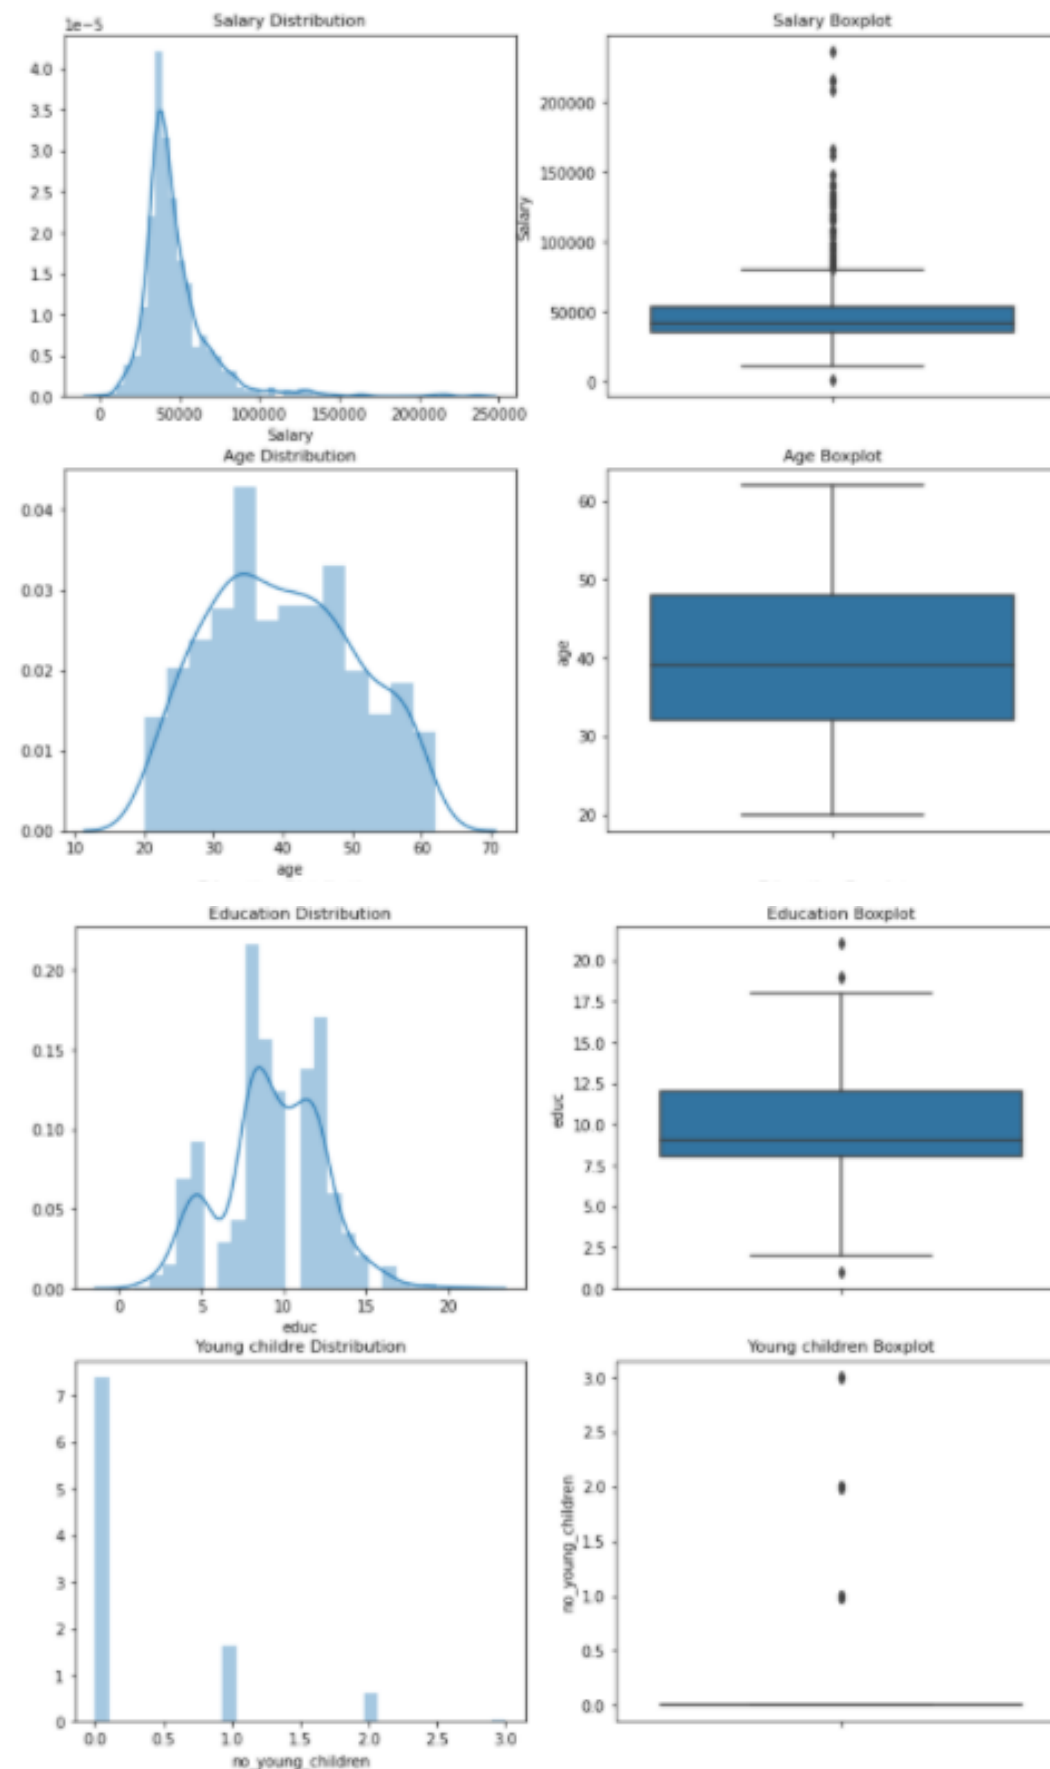 Salary Distribution
1e−5
4.0
3.5
3.0
2.5
2.0
1.5
1.0
0.5
0.0
0 50000 100000 150000 200000 250000
Salary
Salary Boxplot
200000
150000
100000
50000
0
Salary
Age Distribution
0.04
0.03
0.02
0.01
0.00
10 20 30 40 50 60 70
age
Age Boxplot
60
50
40
30
20
age
Education Distribution
0.20
0.15
0.10
0.05
0.00
0 5 10 15 20
educ
Education Boxplot
20.0
17.5
15.0
12.5
10.0
7.5
5.0
2.5
0.0
educ
Young childre Distribution
7
6
5
4
3
2
1
0
0.0 0.5 1.0 1.5 2.0 2.5 3.0
no_young_children
Young children Boxplot
3.0
2.5
2.0
1.5
1.0
0.5
0.0
no_young_children